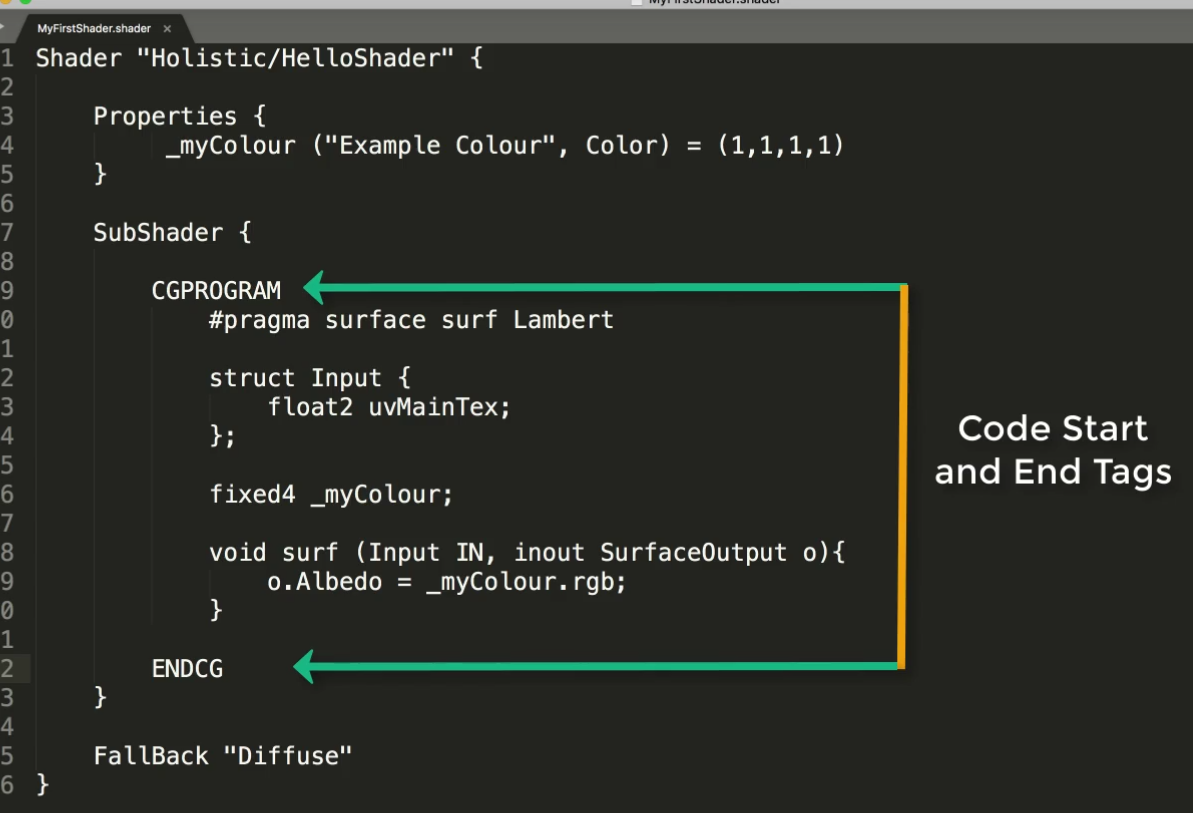 MyFirstShader.shader
MyFirstShader.shader ×
1 Shader "Holistic/HelloShader" {
2
3 Properties {
4 _myColour ("Example Colour", Color) = (1,1,1,1)
5 }
6
7 SubShader {
8
9 CGPROGRAM
0 #pragma surface surf Lambert
1
2 struct Input {
3 float2 uvMainTex;
4 };
5
6 fixed4 _myColour;
7
8 void surf (Input IN, inout SurfaceOutput o){
9 o.Albedo = _myColour.rgb;
0 }
1
2 ENDCG
3 }
4
5 FallBack "Diffuse"
6 }
Code Start
and End Tags